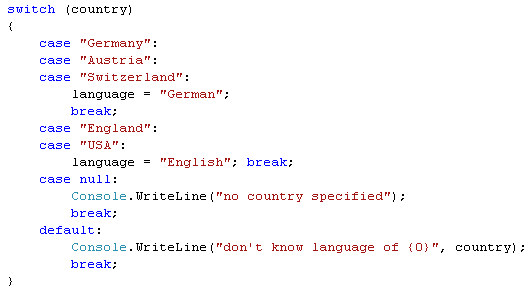 switch (country)
{
    case "Germany":
    case "Austria":
    case "Switzerland":
        language = "German";
        break;
    case "England":
    case "USA":
        language = "English"; break;
    case null:
        Console.WriteLine("no country specified");
        break;
    default:
        Console.WriteLine("don't know language of {0}", country);
        break;
}